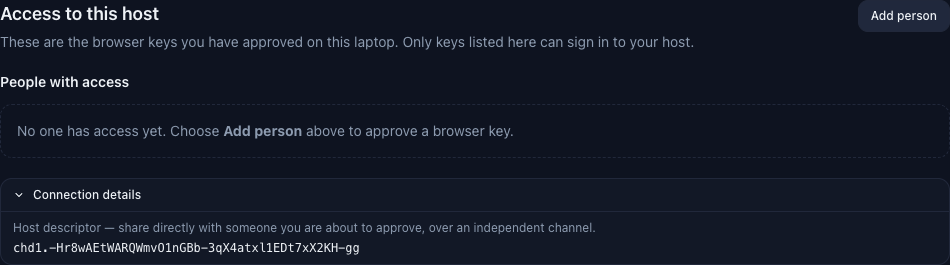 Access to this host
Add person
These are the browser keys you have approved on this laptop. Only keys listed here can sign in to your host.
People with access
No one has access yet. Choose Add person above to approve a browser key.
Connection details
Host descriptor — share directly with someone you are about to approve, over an independent channel.
chd1.-Hr8wAEtWARQWmvO1nGBb-3qX4atxl1EDt7xX2KH-gg